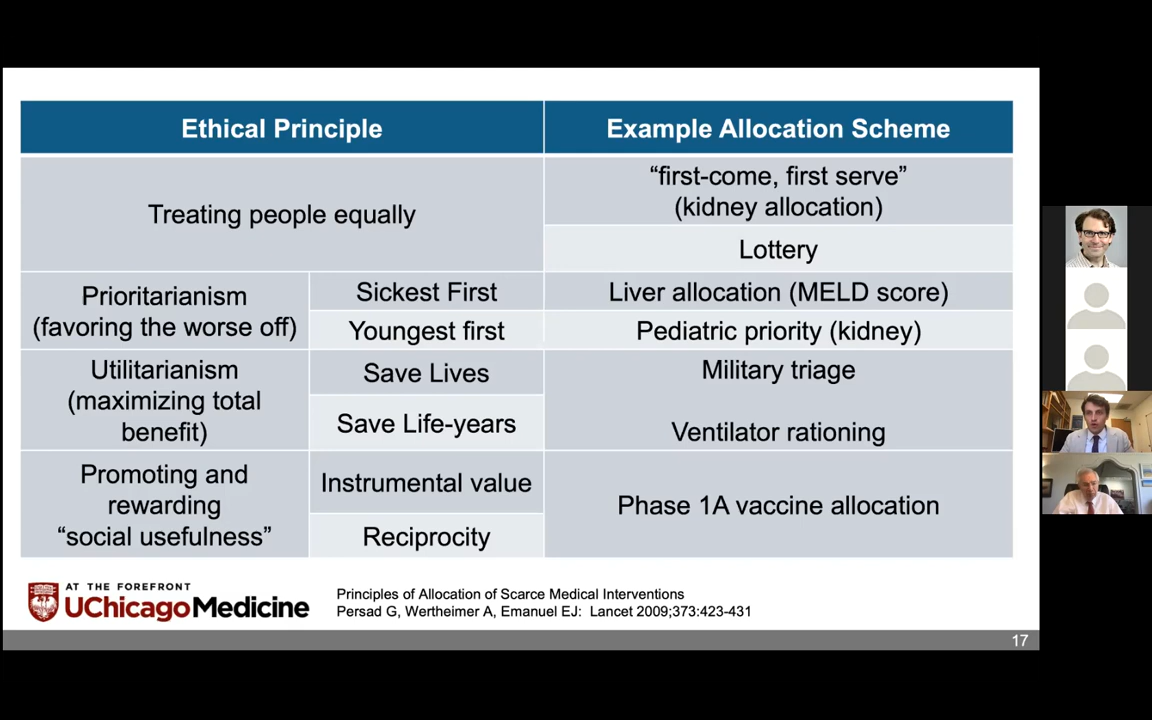 Ethical Principle
Example Allocation Scheme
Treating people equally
“first-come, first serve”
(kidney allocation)
Lottery
Prioritarianism
(favoring the worse off)
Sickest First
Liver allocation (MELD score)
Youngest first
Pediatric priority (kidney)
Utilitarianism
(maximizing total
benefit)
Save Lives
Save Life-years
Military triage
Ventilator rationing
Promoting and
rewarding
“social usefulness”
Instrumental value
Reciprocity
Phase 1A vaccine allocation
AT THE FOREFRONT
UChicago Medicine
Principles of Allocation of Scarce Medical Interventions
Persad G, Wertheimer A, Emanuel EJ: Lancet 2009;373:423-431
17